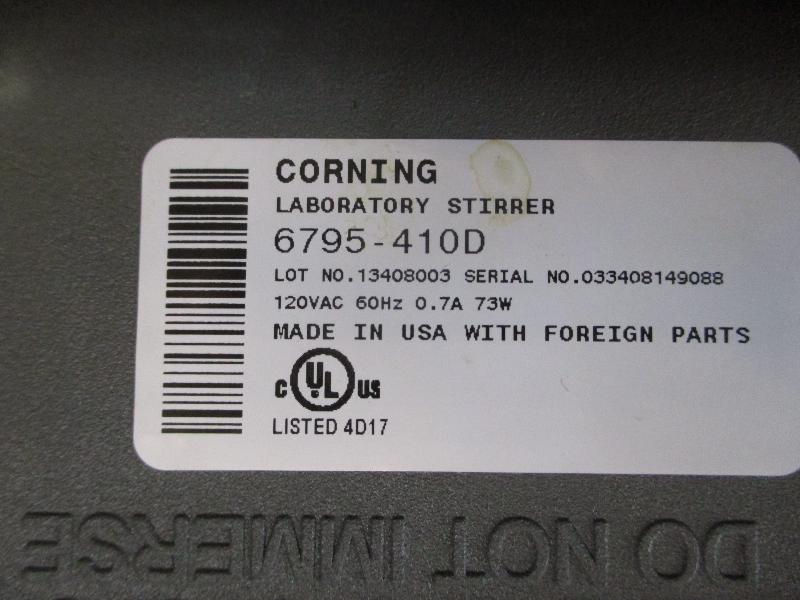 CORNING
LABORATORY STIRRER
6795-410D
LOT NO.13408003 SERIAL NO.033408149088
120VAC 60Hz 0.7A 73W
MADE IN USA WITH FOREIGN PARTS
C UL US
LISTED 4D17
DO NOT IMMERSE